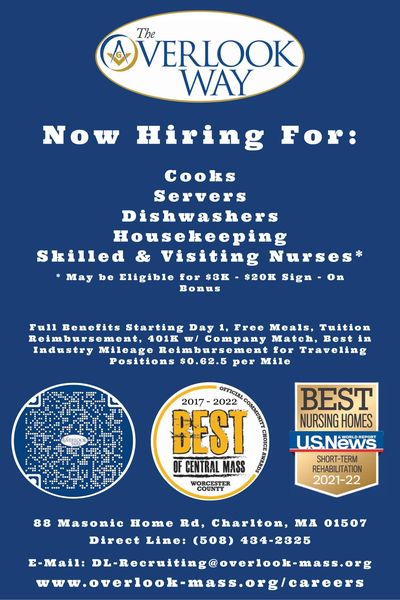 The
OVERLOOK
WAY
Now Hiring For:
Cooks
Servers
Dishwashers
Housekeeping
Skilled & Visiting Nurses*
* May be Eligible for $3K - $20K Sign - On
Bonus
Full Benefits Starting Day 1, Free Meals, Tuition
Reimbursement, 401K w/ Company Match, Best in
Industry Mileage Reimbursement for Traveling
Positions $0.62.5 per Mile
OFFICIAL COMMUNITY CHOICE AWARDS
2017 - 2022
BEST
OF CENTRAL MASS
WORCESTER
COUNTY
BEST
NURSING HOMES
U.S.News
& WORLD REPORT
SHORT-TERM
REHABILITATION
2021-22
88 Masonic Home Rd, Charlton, MA 01507
Direct Line: (508) 434-2325
E-Mail: DL-Recruiting@overlook-mass.org
www.overlook-mass.org/careers